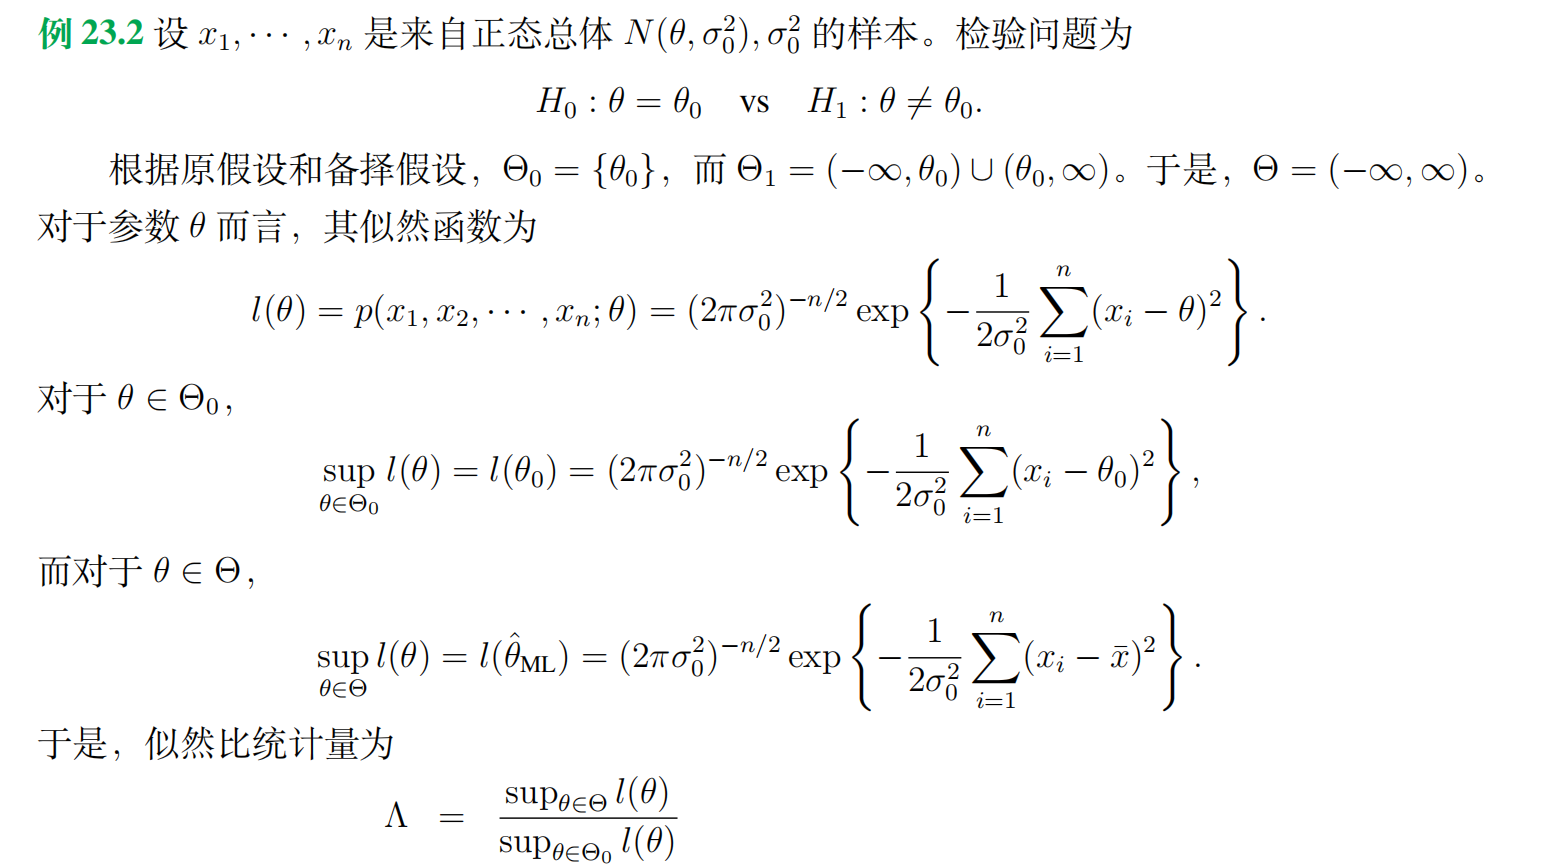 例 23.2 设 $x_1, \cdots, x_n$ 是来自正态总体 $N(\theta, \sigma_0^2), \sigma_0^2$ 的样本。检验问题为
$H_0 : \theta = \theta_0 \quad \text{vs} \quad H_1 : \theta \neq \theta_0.$
根据原假设和备择假设，$\Theta_0 = \{\theta_0\}$，而 $\Theta_1 = (-\infty, \theta_0) \cup (\theta_0, \infty)$。于是，$\Theta = (-\infty, \infty)$。
对于参数 $\theta$ 而言，其似然函数为
$l(\theta) = p(x_1, x_2, \cdots, x_n; \theta) = (2\pi\sigma_0^2)^{-n/2} \exp\left\{-\frac{1}{2\sigma_0^2} \sum_{i=1}^{n} (x_i - \theta)^2\right\}.$
对于 $\theta \in \Theta_0$,
$\sup_{\theta \in \Theta_0} l(\theta) = l(\theta_0) = (2\pi\sigma_0^2)^{-n/2} \exp\left\{-\frac{1}{2\sigma_0^2} \sum_{i=1}^{n} (x_i - \theta_0)^2\right\},$
而对于 $\theta \in \Theta$,
$\sup_{\theta \in \Theta} l(\theta) = l(\hat{\theta}_{\text{ML}}) = (2\pi\sigma_0^2)^{-n/2} \exp\left\{-\frac{1}{2\sigma_0^2} \sum_{i=1}^{n} (x_i - \bar{x})^2\right\}.$
于是，似然比统计量为
$\Lambda = \frac{\sup_{\theta \in \Theta} l(\theta)}{\sup_{\theta \in \Theta_0} l(\theta)}$